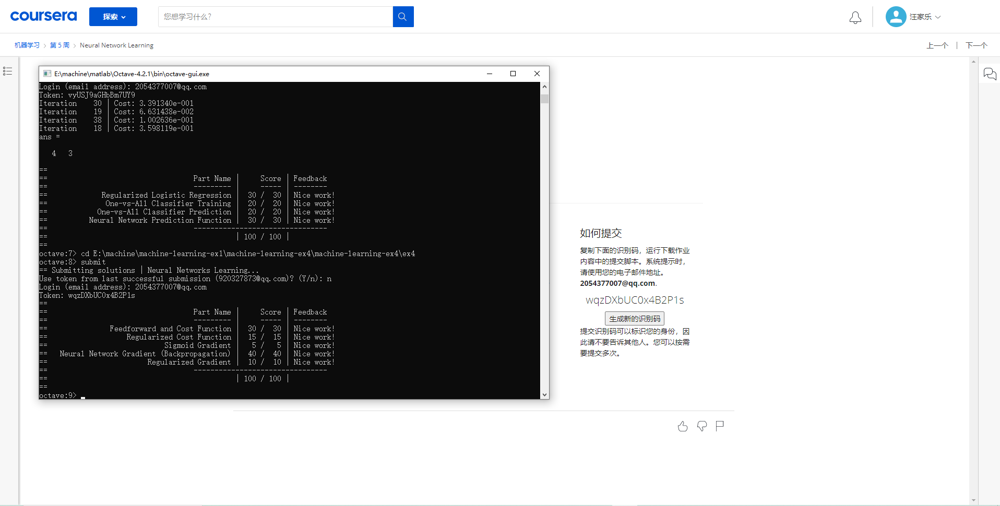 coursera
探索
您想学习什么?
汪家乐
机器学习 > 第 5 周 > Neural Network Learning
上一个 | 下一个
E:\machine\matlab\Octave-4.2.1\bin\octave-gui.exe
Login (email address): 2054377007@qq.com
Token: vyUSJ9aGHbBm7UY9
Iteration    30 | Cost: 3.391340e-001
Iteration    19 | Cost: 6.631438e-002
Iteration    38 | Cost: 1.002636e-001
Iteration    18 | Cost: 3.598119e-001
ans =
   4   3
==
==                                   Part Name |     Score | Feedback
==                                   --------- |     ----- | --------
==             Regularized Logistic Regression |  30 /  30 | Nice work!
==              One-vs-All Classifier Training |  20 /  20 | Nice work!
==            One-vs-All Classifier Prediction |  20 /  20 | Nice work!
==          Neural Network Prediction Function |  30 /  30 | Nice work!
==                                   --------------------------------
==                                             | 100 / 100 |
==
octave:7> cd E:\machine\machine-learning-ex1\machine-learning-ex4\machine-learning-ex4\ex4
octave:8> submit
== Submitting solutions | Neural Networks Learning...
Use token from last successful submission (920327873@qq.com)? (Y/n): n
Login (email address): 2054377007@qq.com
Token: wqzDXbUC0x4B2P1s
==
==                                   Part Name |     Score | Feedback
==                                   --------- |     ----- | --------
==               Feedforward and Cost Function |  30 /  30 | Nice work!
==                   Regularized Cost Function |  15 /  15 | Nice work!
==                            Sigmoid Gradient |   5 /   5 | Nice work!
==   Neural Network Gradient (Backpropagation) |  40 /  40 | Nice work!
==                        Regularized Gradient |  10 /  10 | Nice work!
==                                   --------------------------------
==                                             | 100 / 100 |
==
octave:9>
如何提交
复制下面的识别码，运行下载作业
内容中的提交脚本。系统提示时，
请使用您的电子邮件地址。
2054377007@qq.com.
wqzDXbUC0x4B2P1s
生成新的识别码
提交识别码可以标识您的身份，因
此请不要告诉其他人。您可以按需
要提交多次。